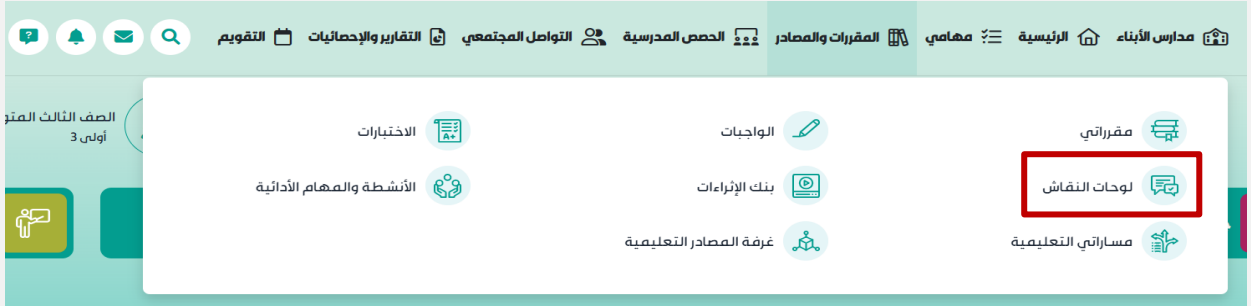 مدارس الأبناء الرئيسية مهامي المقررات والمصادر الحصص المدرسية التواصل المجتمعي التقارير والإحصائيات التقويم
الصف الثالث
أولى 3
مقرراتي الواجبات الاختبارات
A+
لوحات النقاش بنك الإثراءات الأنشطة والمهام الأدائية
مساراتي التعليمية غرفة المصادر التعليمية